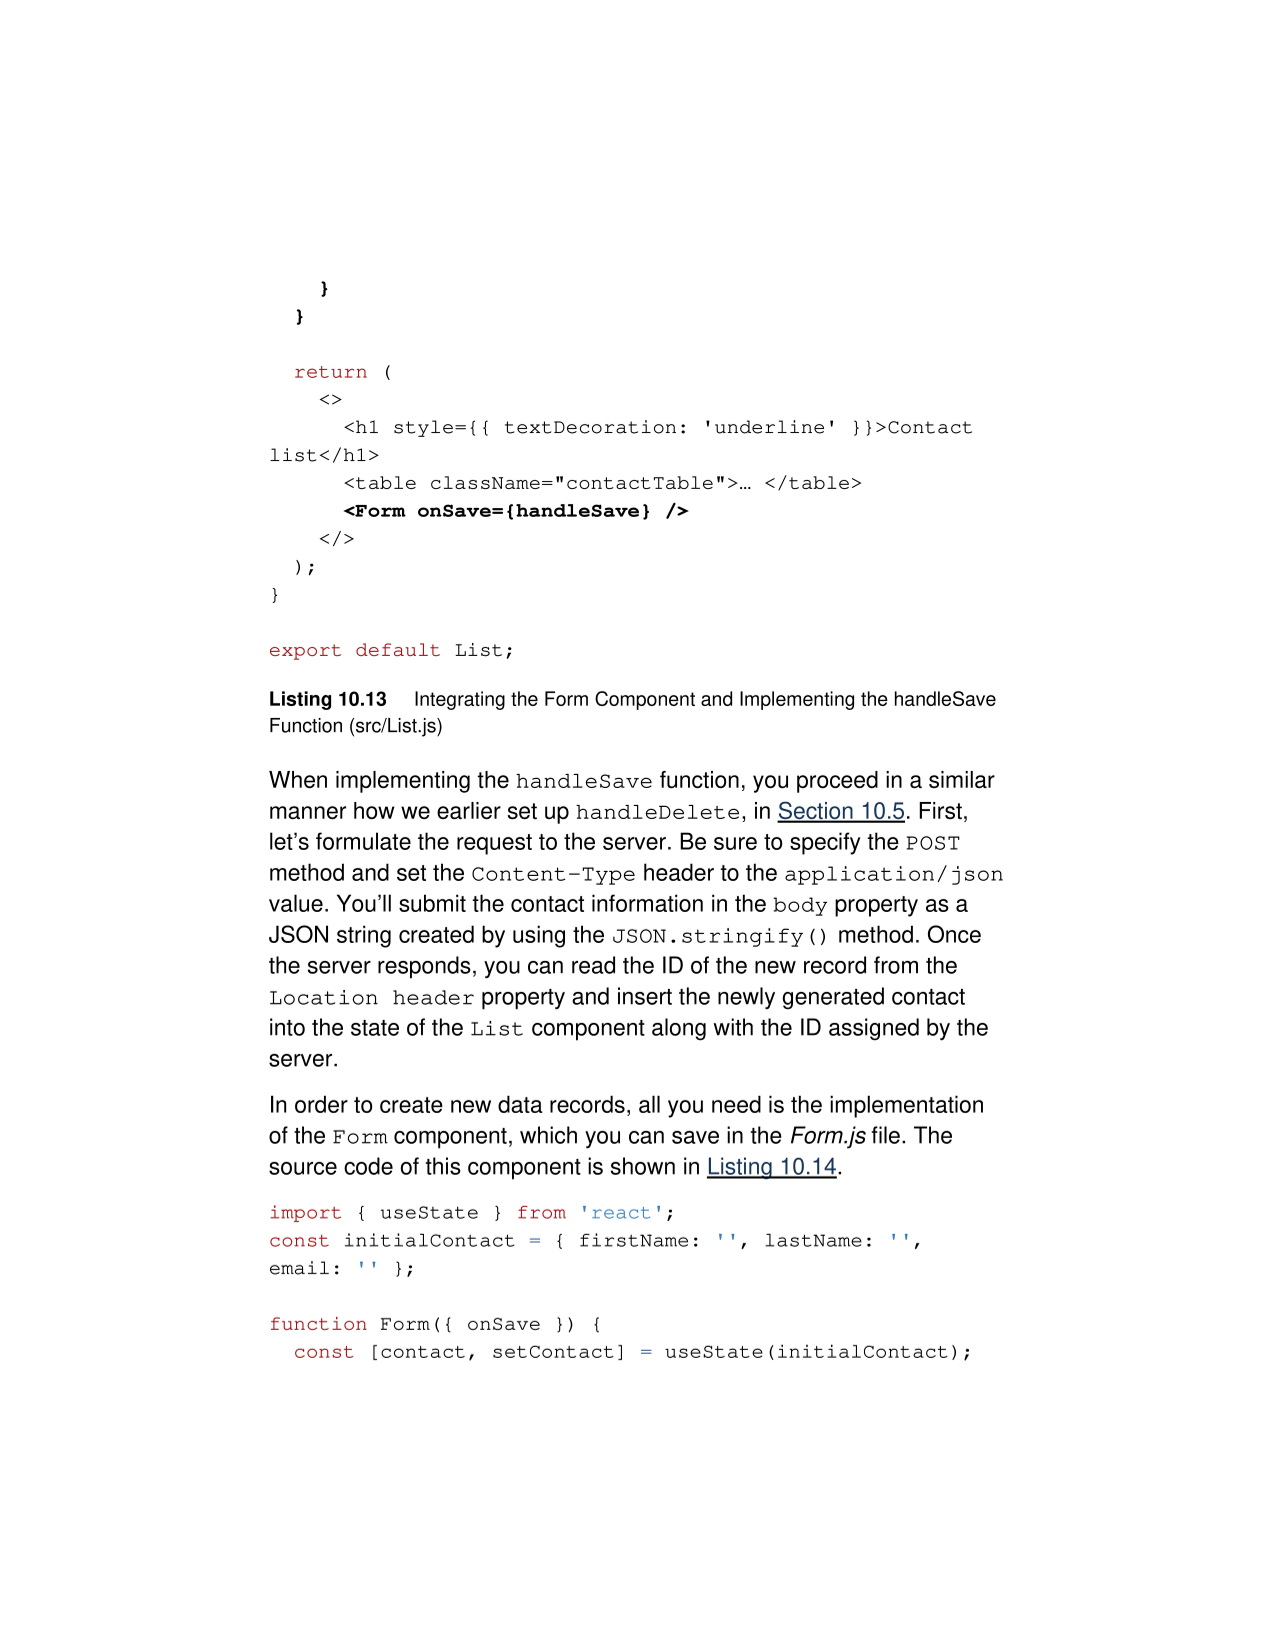 }
  }
  return (
    <>
      <h1 style={{ textDecoration: 'underline' }}>Contact
list</h1>
      <table className="contactTable">… </table>
      <Form onSave={handleSave} />
    </>
  );
}
export default List;
Listing 10.13 Integrating the Form Component and Implementing the handleSave
Function (src/List.js)
When implementing the handleSave function, you proceed in a similar
manner how we earlier set up handleDelete, in Section 10.5. First,
let’s formulate the request to the server. Be sure to specify the POST
method and set the Content-Type header to the application/json
value. You’ll submit the contact information in the body property as a
JSON string created by using the JSON.stringify() method. Once
the server responds, you can read the ID of the new record from the
Location header property and insert the newly generated contact
into the state of the List component along with the ID assigned by the
server.
In order to create new data records, all you need is the implementation
of the Form component, which you can save in the Form.js file. The
source code of this component is shown in Listing 10.14.
import { useState } from 'react';
const initialContact = { firstName: '', lastName: '',
email: '' };
function Form({ onSave }) {
  const [contact, setContact] = useState(initialContact);